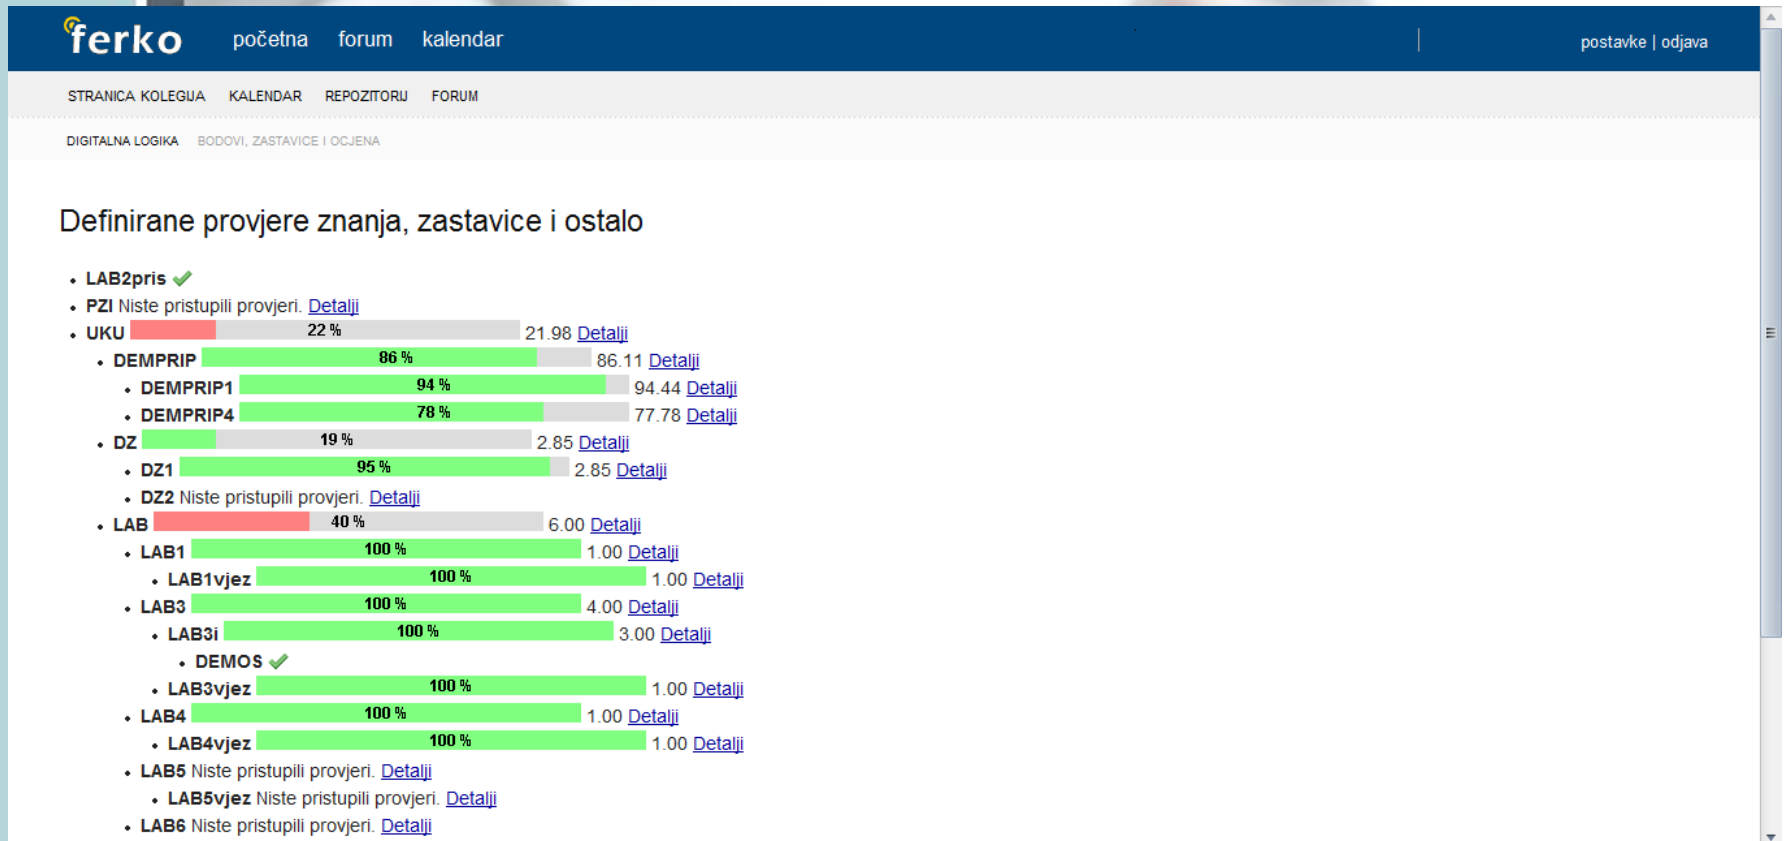 ferko početna forum kalendar postavke | odjava
STRANICA KOLEGIJA KALENDAR REPOZITORIJ FORUM
DIGITALNA LOGIKA BODOVI, ZASTAVICE I OCJENA
Definirane provjere znanja, zastavice i ostalo
LAB2pris
PZI Niste pristupili provjeri. Detalji
UKU 22 % 21.98 Detalji
DEMPRIP 86 % 86.11 Detalji
DEMPRIP1 94 % 94.44 Detalji
DEMPRIP4 78 % 77.78 Detalji
DZ 19 % 2.85 Detalji
DZ1 95 % 2.85 Detalji
DZ2 Niste pristupili provjeri. Detalji
LAB 40 % 6.00 Detalji
LAB1 100 % 1.00 Detalji
LAB1vjez 100 % 1.00 Detalji
LAB3 100 % 4.00 Detalji
LAB3i 100 % 3.00 Detalji
DEMOS
LAB3vjez 100 % 1.00 Detalji
LAB4 100 % 1.00 Detalji
LAB4vjez 100 % 1.00 Detalji
LAB5 Niste pristupili provjeri. Detalji
LAB5vjez Niste pristupili provjeri. Detalji
LAB6 Niste pristupili provjeri. Detalji